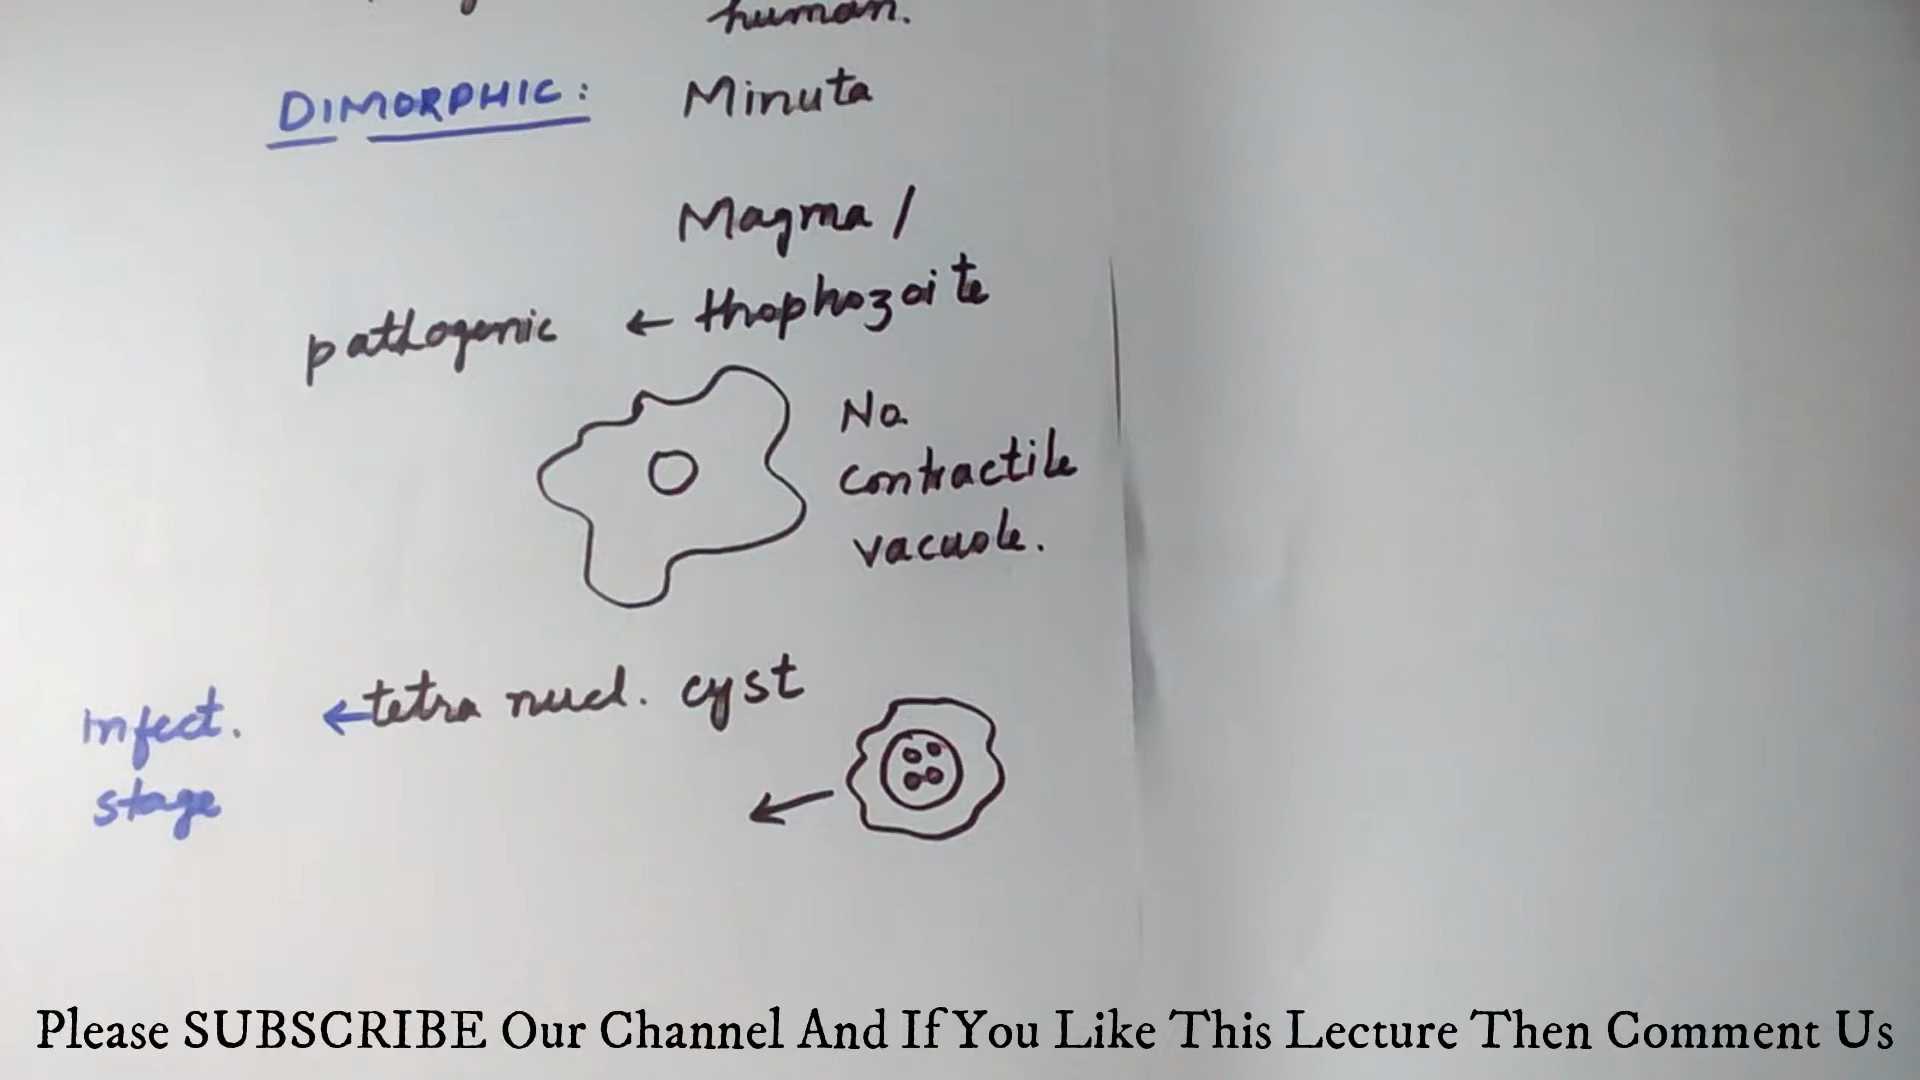 human.
DIMORPHIC: Minuta
Magma /
pathogenic ← thophozoite
No
contractile
vacuole.
Infect. ← tetra nucl. cyst
stage
Please SUBSCRIBE Our Channel And If You Like This Lecture Then Comment Us